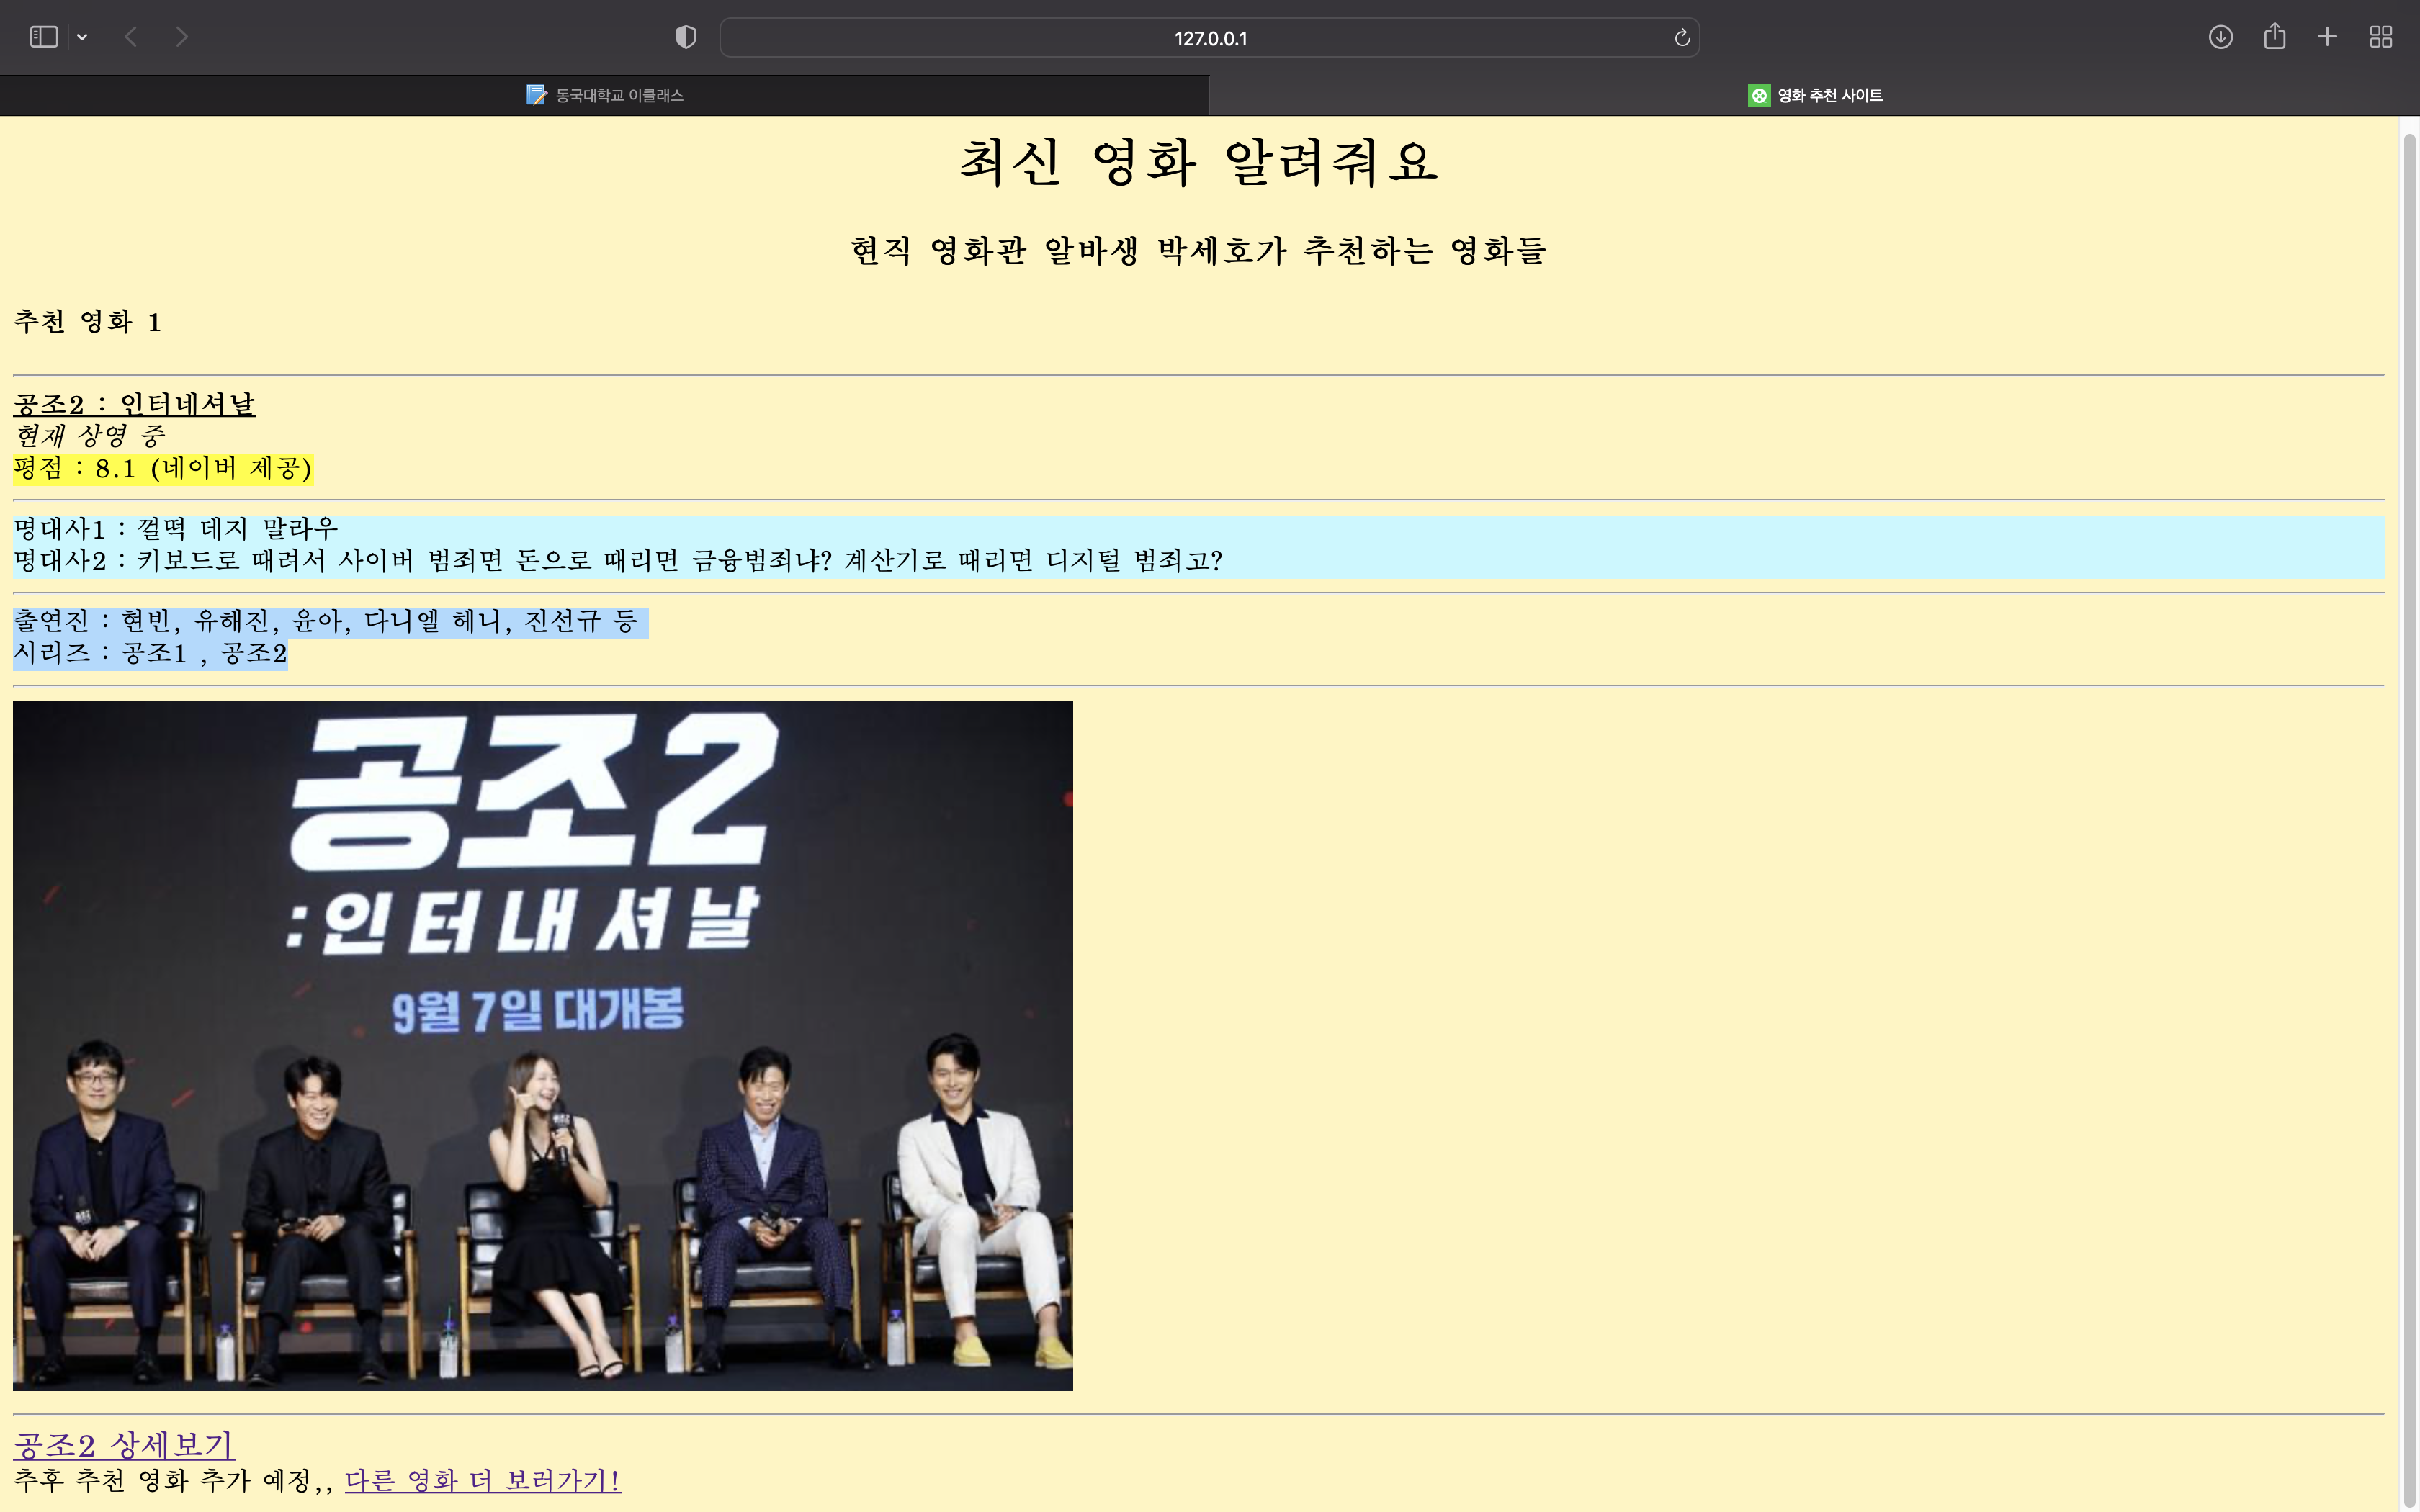 127.0.0.1
동국대학교 이클래스
영화 추천 사이트
최신 영화 알려줘요
현직 영화관 알바생 박세호가 추천하는 영화들
추천 영화 1
공조2 : 인터네셔날
현재 상영 중
평점 : 8.1 (네이버 제공)
명대사1 : 껄떡 데지 말라우
명대사2 : 키보드로 때려서 사이버 범죄면 돈으로 때리면 금융범죄냐? 계산기로 때리면 디지털 범죄고?
출연진 : 현빈, 유해진, 윤아, 다니엘 헤니, 진선규 등
시리즈 : 공조1 , 공조2
공조2
:인터내셔날
9월 7일 대개봉
공조2 상세보기
추후 추천 영화 추가 예정,, 다른 영화 더 보러가기!